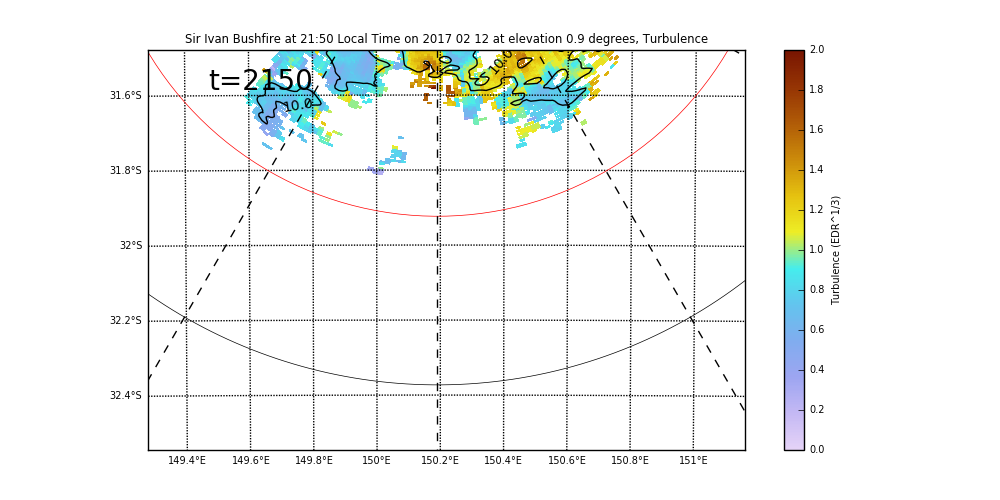 Sir Ivan Bushfire at 21:50 Local Time on 2017 02 12 at elevation 0.9 degrees, Turbulence
t=2150
10.0
10.0
31.6°S
31.8°S
32°S
32.2°S
32.4°S
149.4°E 149.6°E 149.8°E 150°E 150.2°E 150.4°E 150.6°E 150.8°E 151°E
2.0
1.8
1.6
1.4
1.2
1.0
0.8
0.6
0.4
0.2
0.0
Turbulence (EDR^1/3)